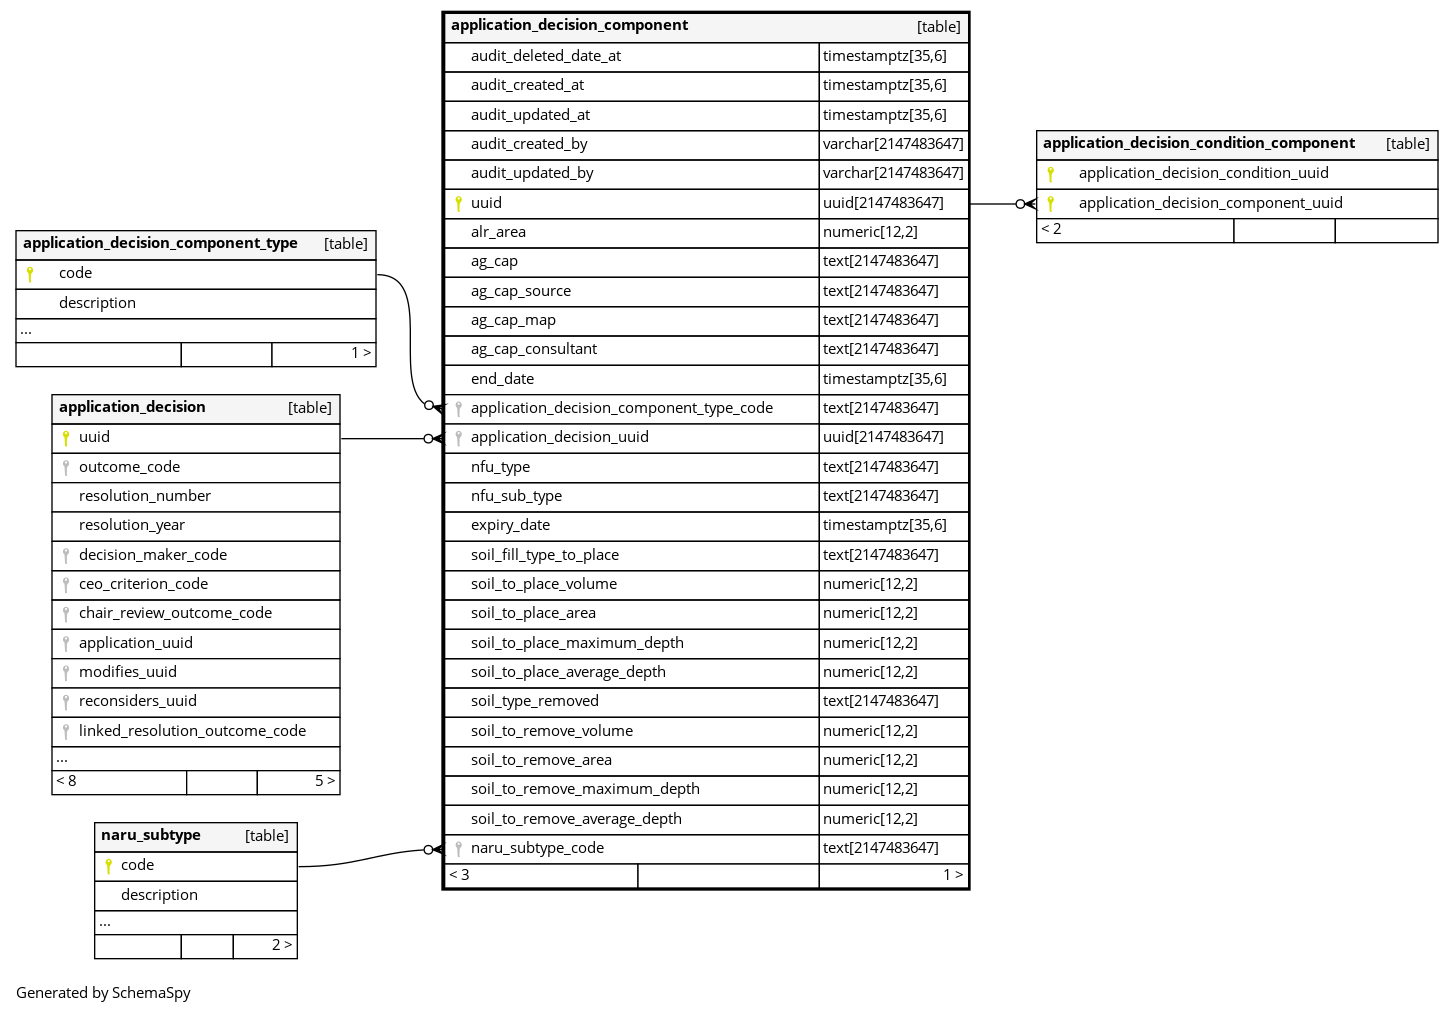 application_decision_component [table]
audit_deleted_date_at timestamptz[35,6]
audit_created_at timestamptz[35,6]
audit_updated_at timestamptz[35,6]
audit_created_by varchar[2147483647]
audit_updated_by varchar[2147483647]
uuid uuid[2147483647]
alr_area numeric[12,2]
ag_cap text[2147483647]
ag_cap_source text[2147483647]
ag_cap_map text[2147483647]
ag_cap_consultant text[2147483647]
end_date timestamptz[35,6]
application_decision_component_type_code text[2147483647]
application_decision_uuid uuid[2147483647]
nfu_type text[2147483647]
nfu_sub_type text[2147483647]
expiry_date timestamptz[35,6]
soil_fill_type_to_place text[2147483647]
soil_to_place_volume numeric[12,2]
soil_to_place_area numeric[12,2]
soil_to_place_maximum_depth numeric[12,2]
soil_to_place_average_depth numeric[12,2]
soil_type_removed text[2147483647]
soil_to_remove_volume numeric[12,2]
soil_to_remove_area numeric[12,2]
soil_to_remove_maximum_depth numeric[12,2]
soil_to_remove_average_depth numeric[12,2]
naru_subtype_code text[2147483647]
< 3 1 >
application_decision_condition_component [table]
application_decision_condition_uuid
application_decision_component_uuid
< 2
application_decision_component_type [table]
code
description
...
1 >
application_decision [table]
uuid
outcome_code
resolution_number
resolution_year
decision_maker_code
ceo_criterion_code
chair_review_outcome_code
application_uuid
modifies_uuid
reconsiders_uuid
linked_resolution_outcome_code
...
< 8 5 >
naru_subtype [table]
code
description
...
2 >
Generated by SchemaSpy